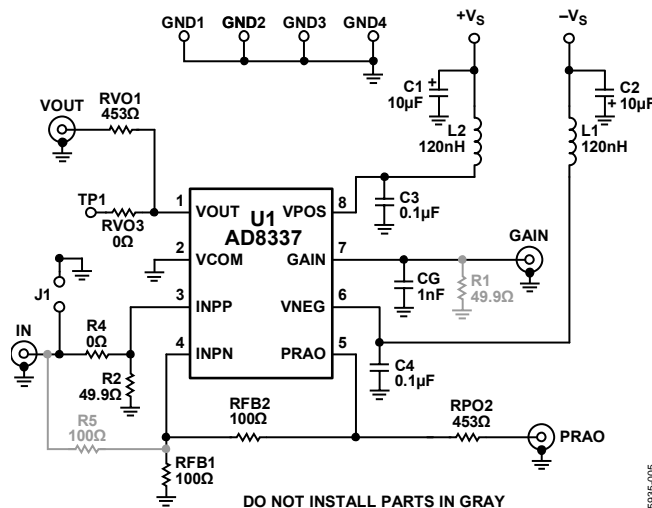 GND1 GND2 GND3 GND4
+VS
–VS
C1
10µF
+
C2
+ 10µF
VOUT
RVO1
453Ω
L2
120nH
L1
120nH
TP1
RVO3
0Ω
C3
0.1µF
1 VOUT
U1
AD8337
VPOS 8
2 VCOM
GAIN 7
GAIN
J1
CG
1nF
R1
49.9Ω
3 INPP
VNEG 6
IN
R4
0Ω
4 INPN
PRAO 5
R2
49.9Ω
C4
0.1µF
R5
100Ω
RFB2
100Ω
RPO2
453Ω
PRAO
RFB1
100Ω
DO NOT INSTALL PARTS IN GRAY